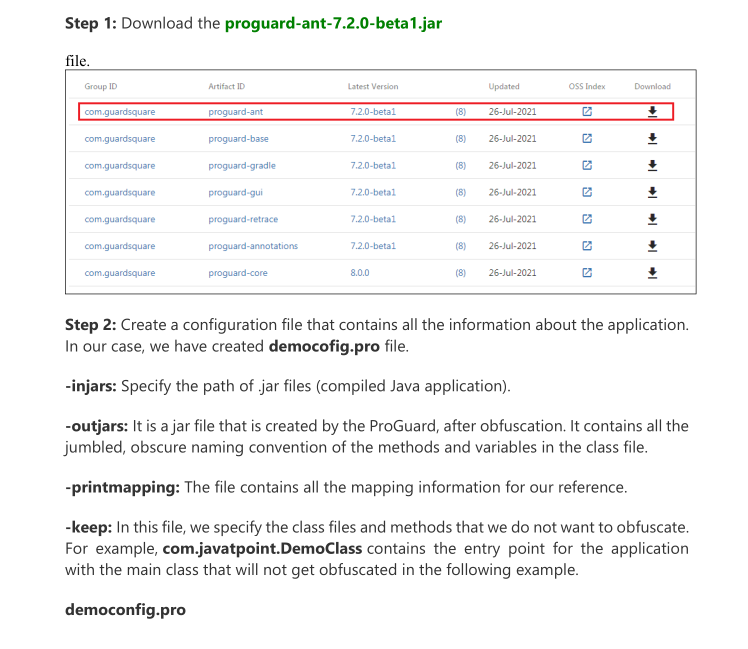 Step 1: Download the proguard-ant-7.2.0-beta1.jar
file.
Group ID Artifact ID Latest Version Updated OSS Index Download
com.guardsquare proguard-ant 7.2.0-beta1 (8) 26-Jul-2021
com.guardsquare proguard-base 7.2.0-beta1 (8) 26-Jul-2021
com.guardsquare proguard-gradle 7.2.0-beta1 (8) 26-Jul-2021
com.guardsquare proguard-gui 7.2.0-beta1 (8) 26-Jul-2021
com.guardsquare proguard-retrace 7.2.0-beta1 (8) 26-Jul-2021
com.guardsquare proguard-annotations 7.2.0-beta1 (8) 26-Jul-2021
com.guardsquare proguard-core 8.0.0 (8) 26-Jul-2021
Step 2: Create a configuration file that contains all the information about the application.
In our case, we have created democofig.pro file.
-injars: Specify the path of .jar files (compiled Java application).
-outjars: It is a jar file that is created by the ProGuard, after obfuscation. It contains all the
jumbled, obscure naming convention of the methods and variables in the class file.
-printmapping: The file contains all the mapping information for our reference.
-keep: In this file, we specify the class files and methods that we do not want to obfuscate.
For example, com.javatpoint.DemoClass contains the entry point for the application
with the main class that will not get obfuscated in the following example.
democonfig.pro